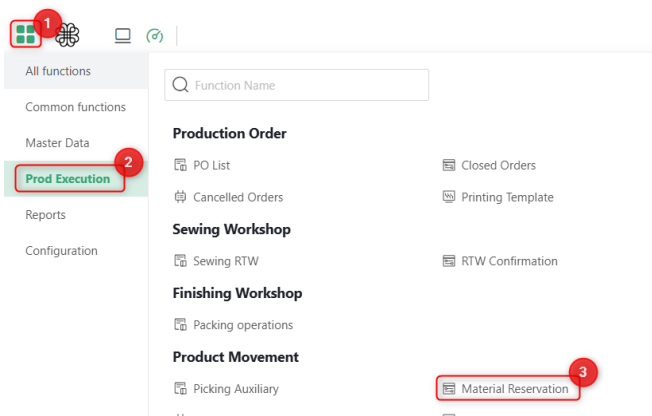 1
All functions
Common functions
Master Data
2
Prod Execution
Reports
Configuration
Function Name
Production Order
PO List
Closed Orders
Cancelled Orders
Printing Template
Sewing Workshop
Sewing RTW
RTW Confirmation
Finishing Workshop
Packing operations
Product Movement
3
Picking Auxiliary
Material Reservation